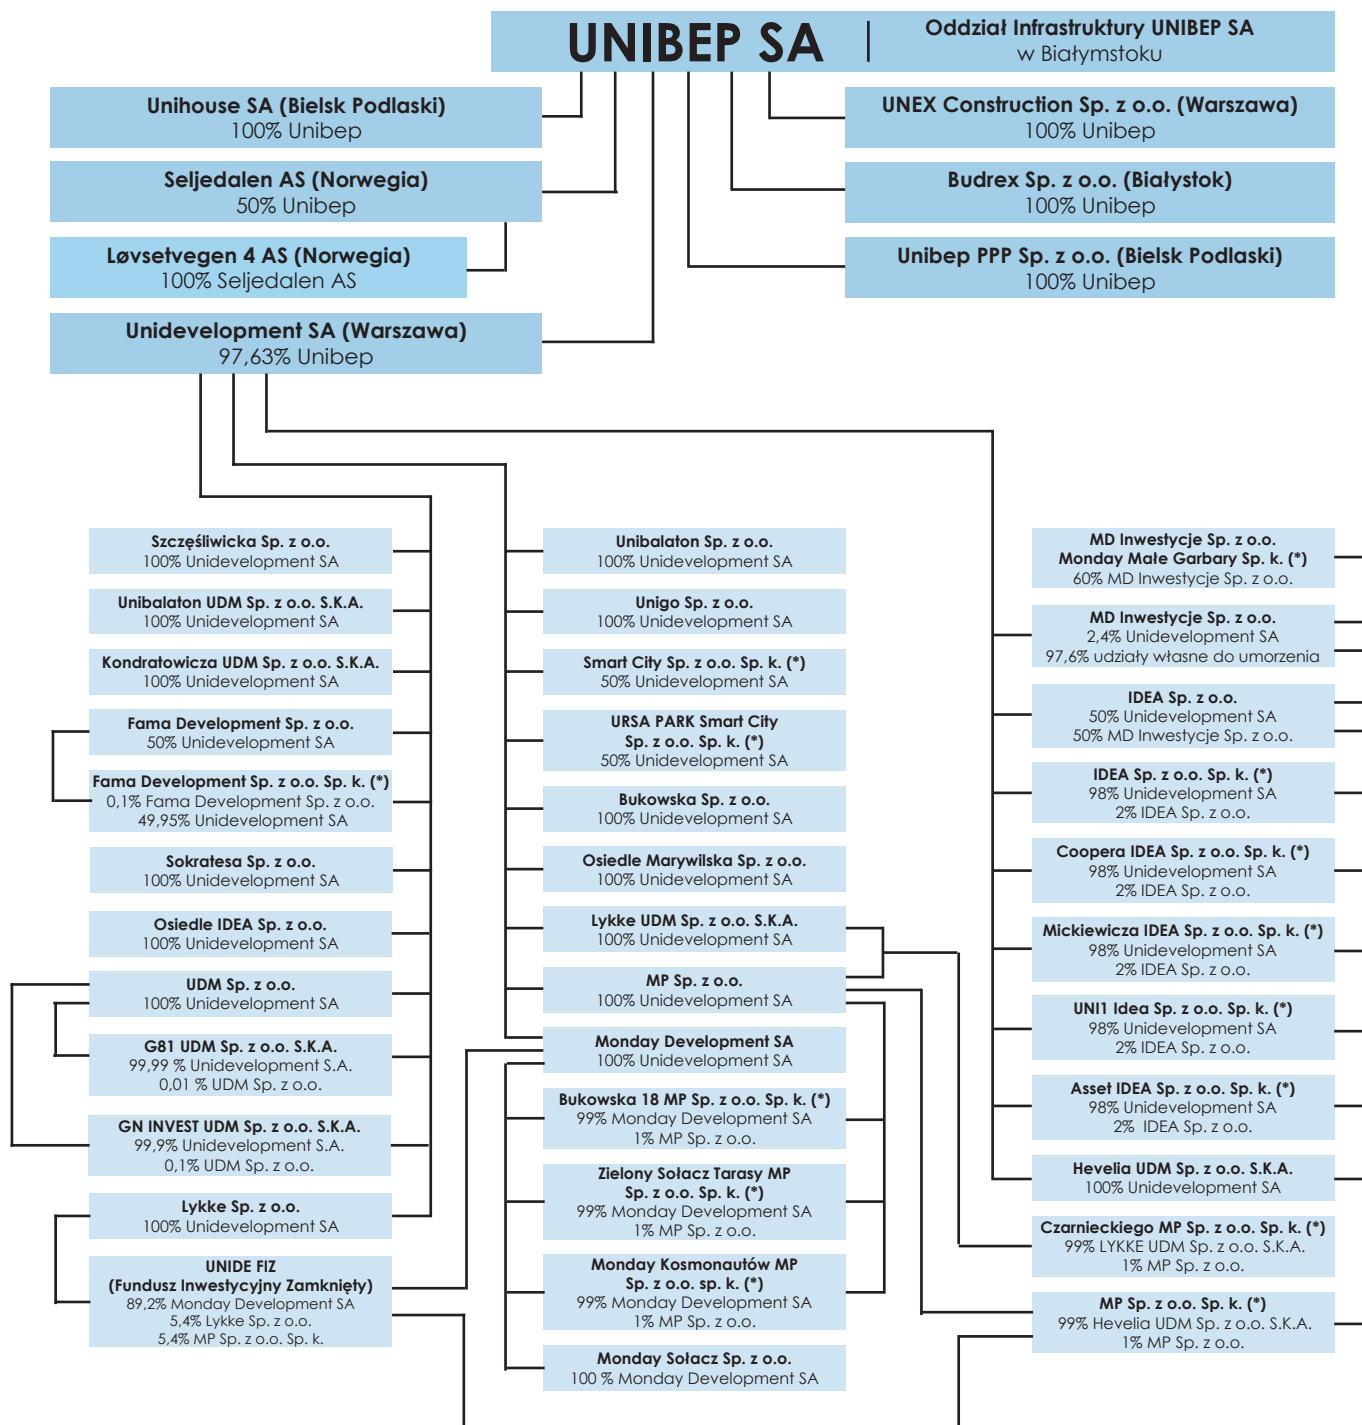 UNIBEP SA
Oddział Infrastruktury UNIBEP SA
w Białymstoku
Unihouse SA (Bielsk Podlaski)
100% Unibep
Seljedalen AS (Norwegia)
50% Unibep
Løvsetvegen 4 AS (Norwegia)
100% Seljedalen AS
Unidevelopment SA (Warszawa)
97,63% Unibep
UNEX Construction Sp. z o.o. (Warszawa)
100% Unibep
Budrex Sp. z o.o. (Białystok)
100% Unibep
Unibep PPP Sp. z o.o. (Bielsk Podlaski)
100% Unibep
Szczęśliwicka Sp. z o.o.
100% Unidevelopment SA
Unibalaton UDM Sp. z o.o. S.K.A.
100% Unidevelopment SA
Kondratowicza UDM Sp. z o.o. S.K.A.
100% Unidevelopment SA
Fama Development Sp. z o.o.
50% Unidevelopment SA
Fama Development Sp. z o.o. Sp. k. (*)
0,1% Fama Development Sp. z o.o.
49,95% Unidevelopment SA
Sokratesa Sp. z o.o.
100% Unidevelopment SA
Osiedle IDEA Sp. z o.o.
100% Unidevelopment SA
UDM Sp. z o.o.
100% Unidevelopment SA
G81 UDM Sp. z o.o. S.K.A.
99,99 % Unidevelopment S.A.
0,01 % UDM Sp. z o.o.
GN INVEST UDM Sp. z o.o. S.K.A.
99,9% Unidevelopment S.A.
0,1% UDM Sp. z o.o.
Lykke Sp. z o.o.
100% Unidevelopment SA
UNIDE FIZ
(Fundusz Inwestycyjny Zamknięty)
89,2% Monday Development SA
5,4% Lykke Sp. z o.o.
5,4% MP Sp. z o.o. Sp. k.
Unibalaton Sp. z o.o.
100% Unidevelopment SA
Unigo Sp. z o.o.
100% Unidevelopment SA
Smart City Sp. z o.o. Sp. k. (*)
50% Unidevelopment SA
URSA PARK Smart City
Sp. z o.o. Sp. k. (*)
50% Unidevelopment SA
Bukowska Sp. z o.o.
100% Unidevelopment SA
Osiedle Marywilska Sp. z o.o.
100% Unidevelopment SA
Lykke UDM Sp. z o.o. S.K.A.
100% Unidevelopment SA
MP Sp. z o.o.
100% Unidevelopment SA
Monday Development SA
100% Unidevelopment SA
Bukowska 18 MP Sp. z o.o. Sp. k. (*)
99% Monday Development SA
1% MP Sp. z o.o.
Zielony Sołacz Tarasy MP
Sp. z o.o. Sp. k. (*)
99% Monday Development SA
1% MP Sp. z o.o.
Monday Kosmonautów MP
Sp. z o.o. sp. k. (*)
99% Monday Development SA
1% MP Sp. z o.o.
Monday Sołacz Sp. z o.o.
100 % Monday Development SA
MD Inwestycje Sp. z o.o.
Monday Małe Garbary Sp. k. (*)
60% MD Inwestycje Sp. z o.o.
MD Inwestycje Sp. z o.o.
2,4% Unidevelopment SA
97,6% udziały własne do umorzenia
IDEA Sp. z o.o.
50% Unidevelopment SA
50% MD Inwestycje Sp. z o.o.
IDEA Sp. z o.o. Sp. k. (*)
98% Unidevelopment SA
2% IDEA Sp. z o.o.
Coopera IDEA Sp. z o.o. Sp. k. (*)
98% Unidevelopment SA
2% IDEA Sp. z o.o.
Mickiewicza IDEA Sp. z o.o. Sp. k. (*)
98% Unidevelopment SA
2% IDEA Sp. z o.o.
UNI1 Idea Sp. z o.o. Sp. k. (*)
98% Unidevelopment SA
2% IDEA Sp. z o.o.
Asset IDEA Sp. z o.o. Sp. k. (*)
98% Unidevelopment SA
2% IDEA Sp. z o.o.
Hevelia UDM Sp. z o.o. S.K.A.
100% Unidevelopment SA
Czarnieckiego MP Sp. z o.o. Sp. k. (*)
99% LYKKE UDM Sp. z o.o. S.K.A.
1% MP Sp. z o.o.
MP Sp. z o.o. Sp. k. (*)
99% Hevelia UDM Sp. z o.o. S.K.A.
1% MP Sp. z o.o.